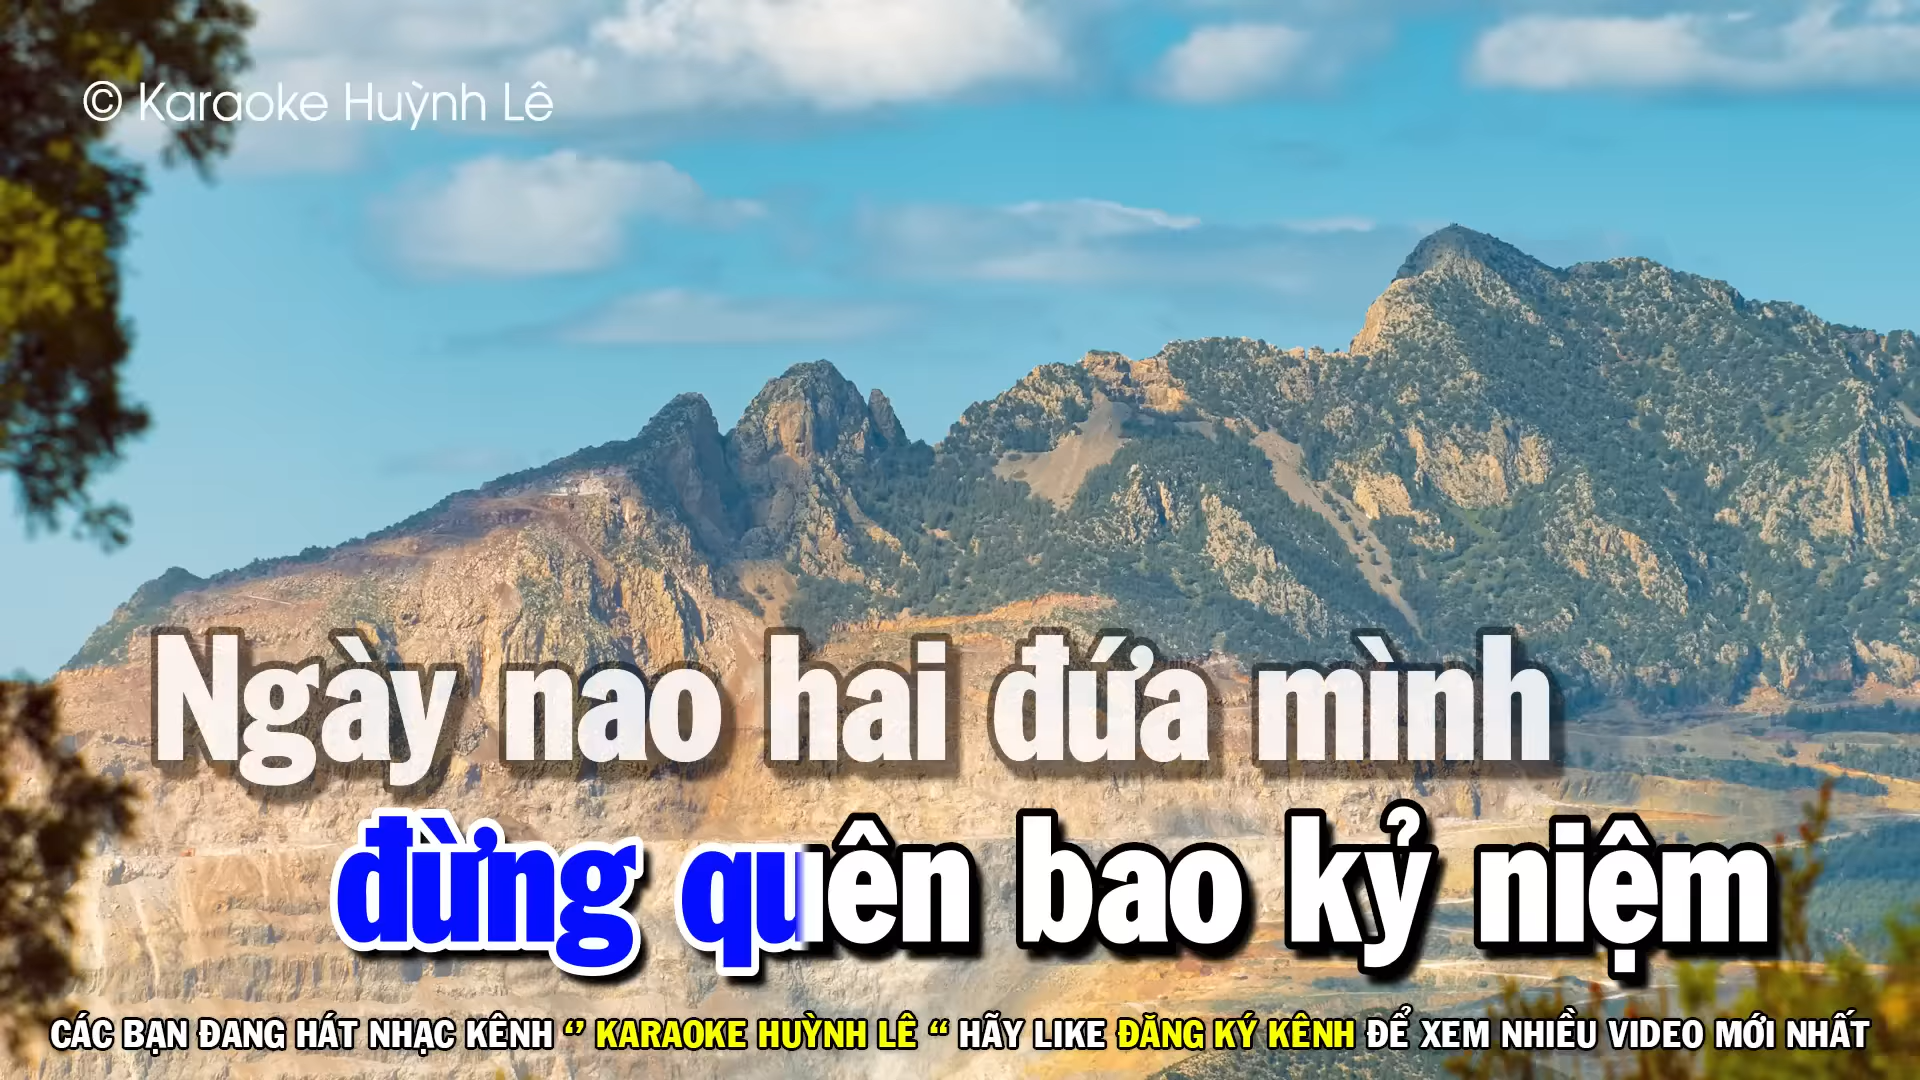 © Karaoke Huỳnh Lê
Ngày nao hai đứa mình
đừng quên bao kỷ niệm
CÁC BẠN ĐANG HÁT NHẠC KÊNH “ KARAOKE HUỲNH LÊ “ HÃY LIKE ĐĂNG KÝ KÊNH ĐỂ XEM NHIỀU VIDEO MỚI NHẤT